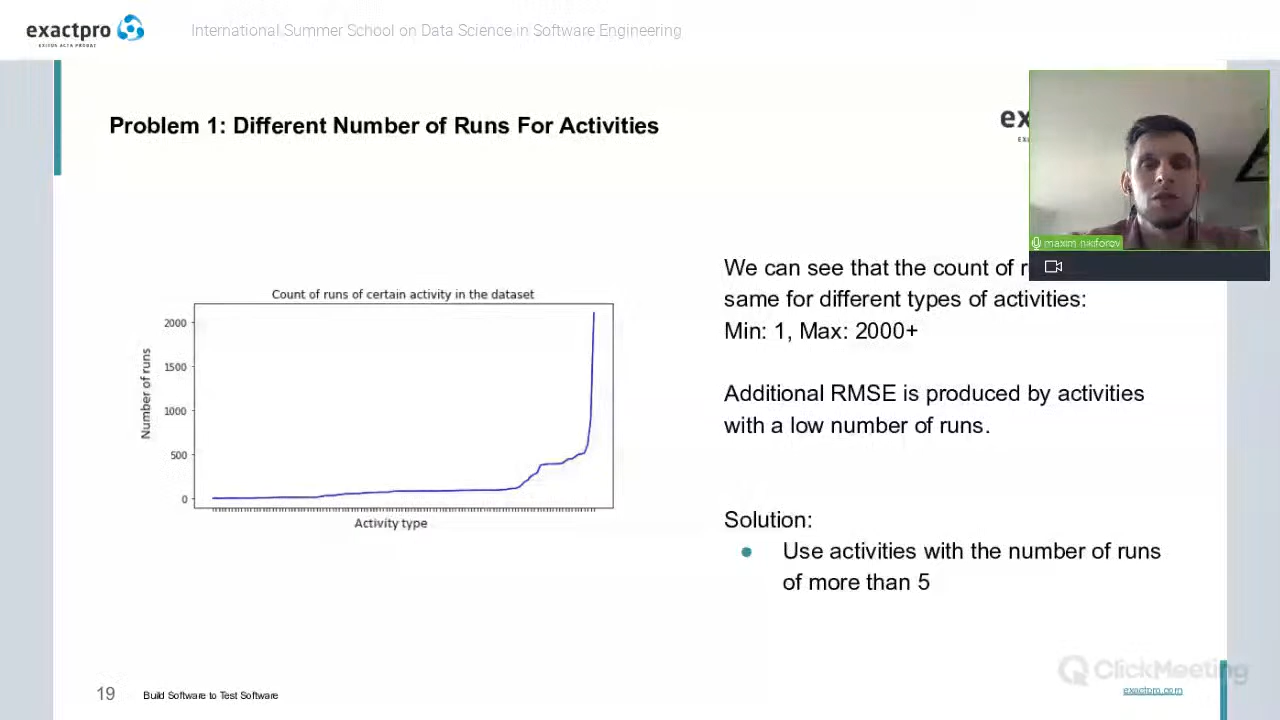 exactpro
EXITUS ACTA PROBAT
International Summer School on Data Science in Software Engineering
Problem 1: Different Number of Runs For Activities
ex
maxim nikiforov
We can see that the count of r
same for different types of activities:
Min: 1, Max: 2000+
Additional RMSE is produced by activities
with a low number of runs.
Solution:
● Use activities with the number of runs
of more than 5
Count of runs of certain activity in the dataset
Number of runs
2000
1500
1000
500
0
Activity type
19
Build Software to Test Software
ClickMeeting
exactpro.com